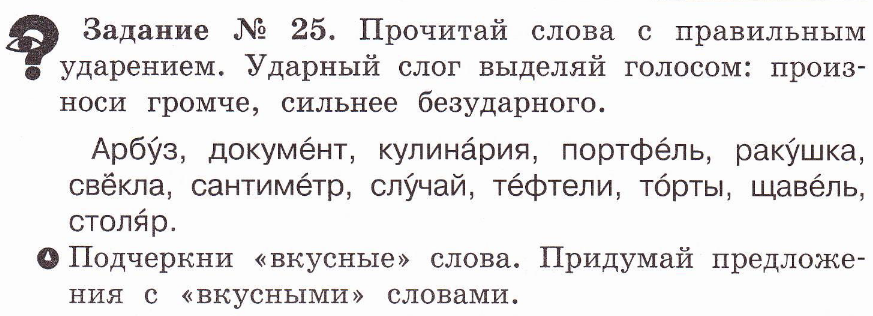 Задание № 25. Прочитай слова с правильным
ударением. Ударный слог выделяй голосом: произ-
носи громче, сильнее безударного.
Арбу́з, докуме́нт, кулина́рия, портфе́ль, раку́шка,
свёкла, сантиме́тр, слу́чай, те́фтели, то́рты, щаве́ль,
столя́р.
Подчеркни «вкусные» слова. Придумай предложе-
ния с «вкусными» словами.